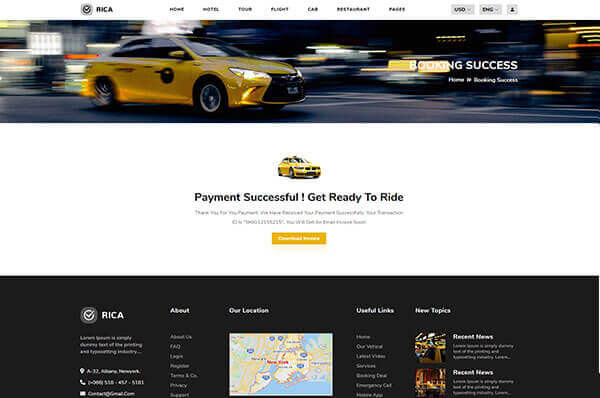 RICA
HOME HOTEL TOUR FLIGHT CAB RESTAURANT PAGES
USD ENG
BOOKING SUCCESS
Home » Booking Success
Payment Successful ! Get Ready To Ride
Thank You For You Payment. We Have Received Your Payment Successfully. Your Transaction
You Will Get An Email Invoice Soon!
Download Invoice
RICA
Lorem Ipsum is simply
dummy text of the printing
and typesetting industry....
A-32, Albany, Newyork.
(+066) 518 - 457 - 5181
Contact@Gmail.Com
About
About Us
FAQ
Login
Register
Terms & Co.
Privacy
Support
Our Location
New York
Useful Links
Home
Our Vehical
Latest Video
Services
Booking Deal
Emergency Call
Mobile App
New Topics
Recent News
Lorem Ipsum is simply dummy
text of the printing and
typesetting industry. Lorem...
Recent News
Lorem Ipsum is simply dummy
text of the printing and
typesetting industry. Lorem...